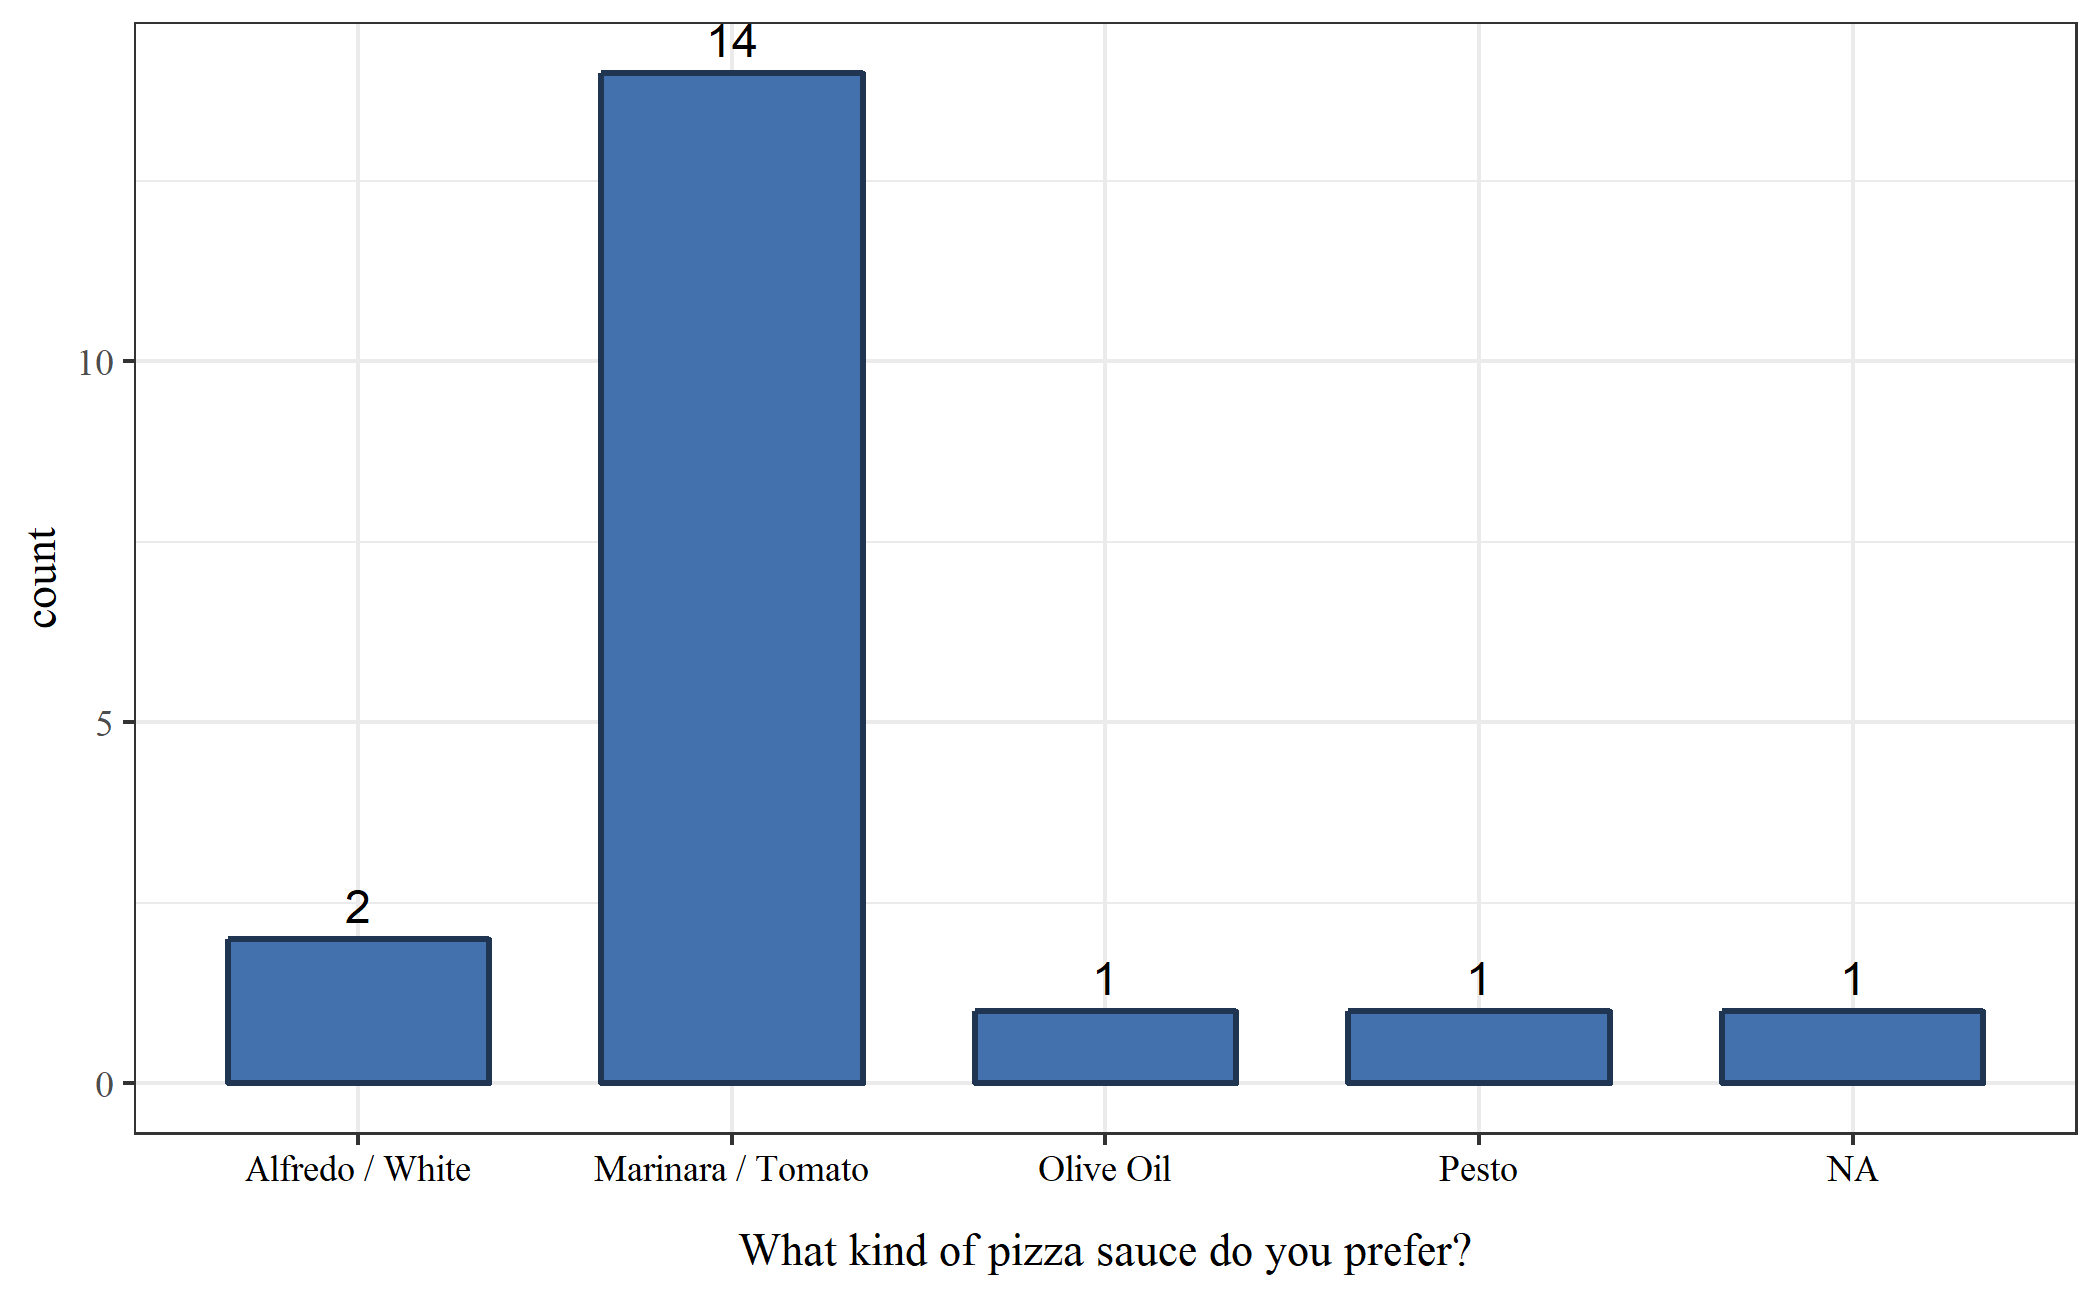 14
10
count
5
2
1 1 1
0
Alfredo / White Marinara / Tomato Olive Oil Pesto NA
What kind of pizza sauce do you prefer?